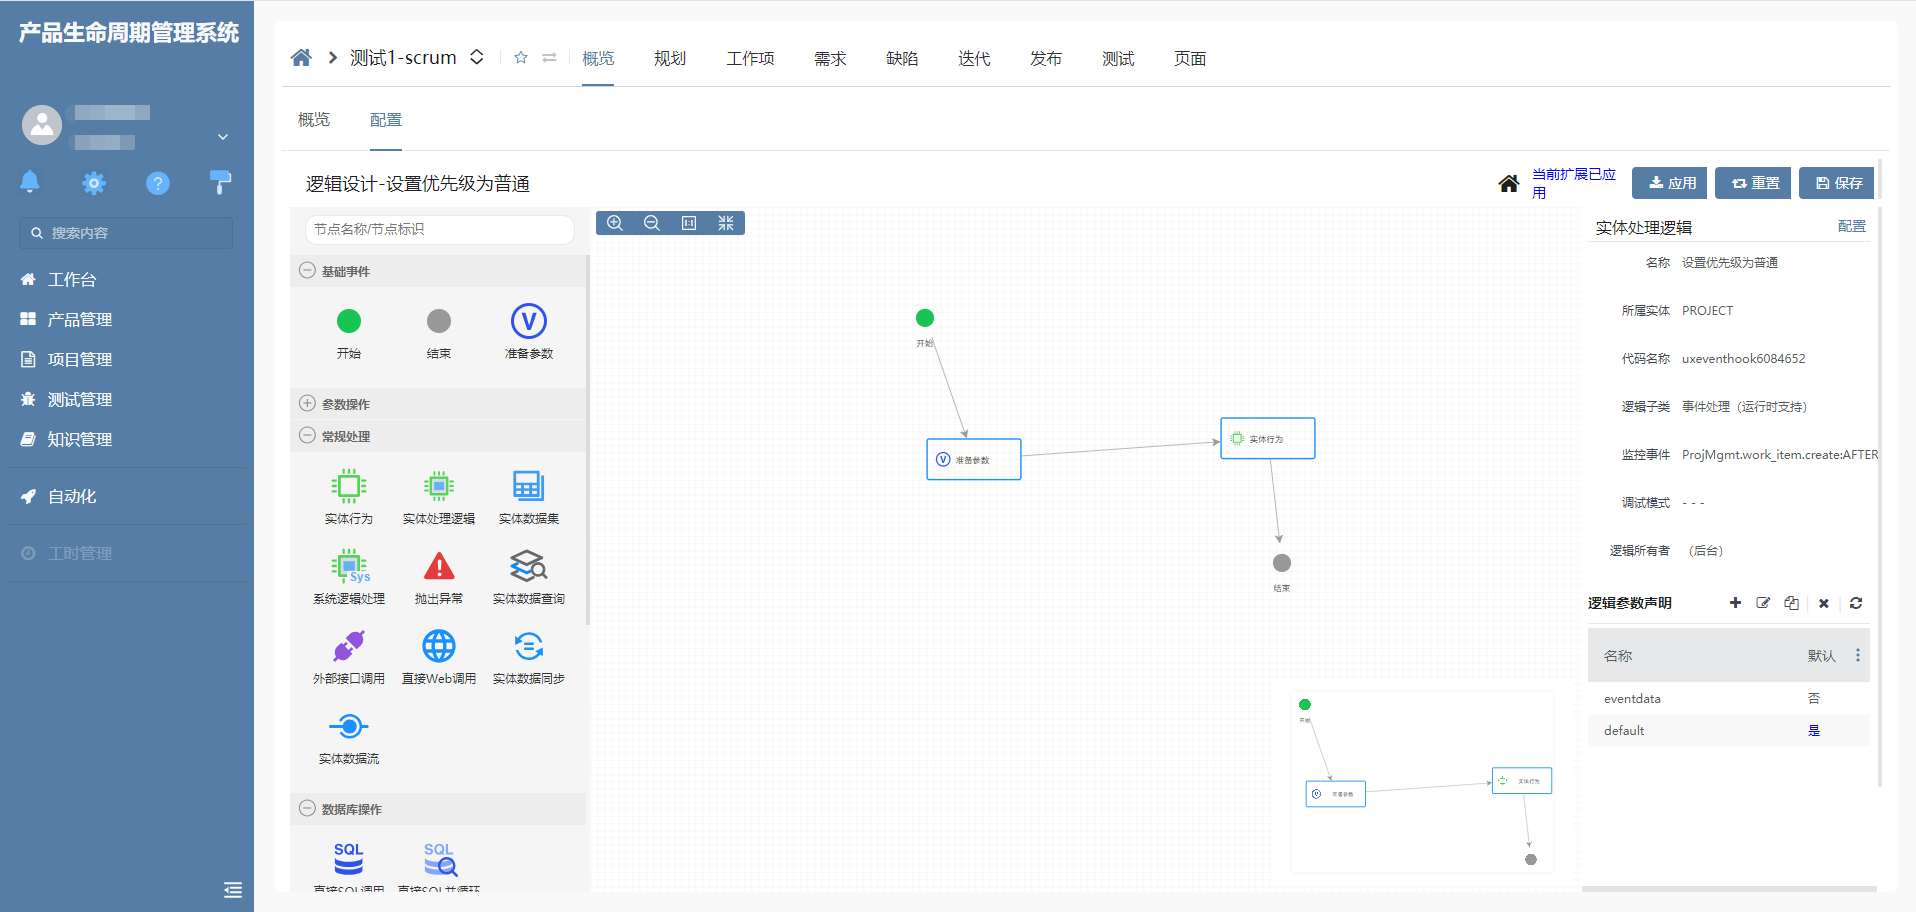 产品生命周期管理系统
搜索内容
工作台
产品管理
项目管理
测试管理
知识管理
自动化
工时管理
测试1-scrum
概览 规划 工作项 需求 缺陷 迭代 发布 测试 页面
概览 配置
逻辑设计-设置优先级为普通
当前扩展已应
用
应用 重置 保存
节点名称/节点标识
基础事件
开始 结束 准备参数
参数操作
常规处理
实体行为 实体处理逻辑 实体数据集
Sys
系统逻辑处理 抛出异常 实体数据查询
外部接口调用 直接Web调用 实体数据同步
实体数据流
数据库操作
SQL SQL
直接SQL调用 直接SQL并循环
开始
准备参数
实体行为
结束
开始
准备参数
实体行为
实体处理逻辑 配置
名称 设置优先级为普通
所属实体 PROJECT
代码名称 uxeventhook6084652
逻辑子类 事件处理（运行时支持）
监控事件 ProjMgmt.work_item.create:AFTER
调试模式 - - -
逻辑所有者 （后台）
逻辑参数声明
名称 默认
eventdata 否
default 是